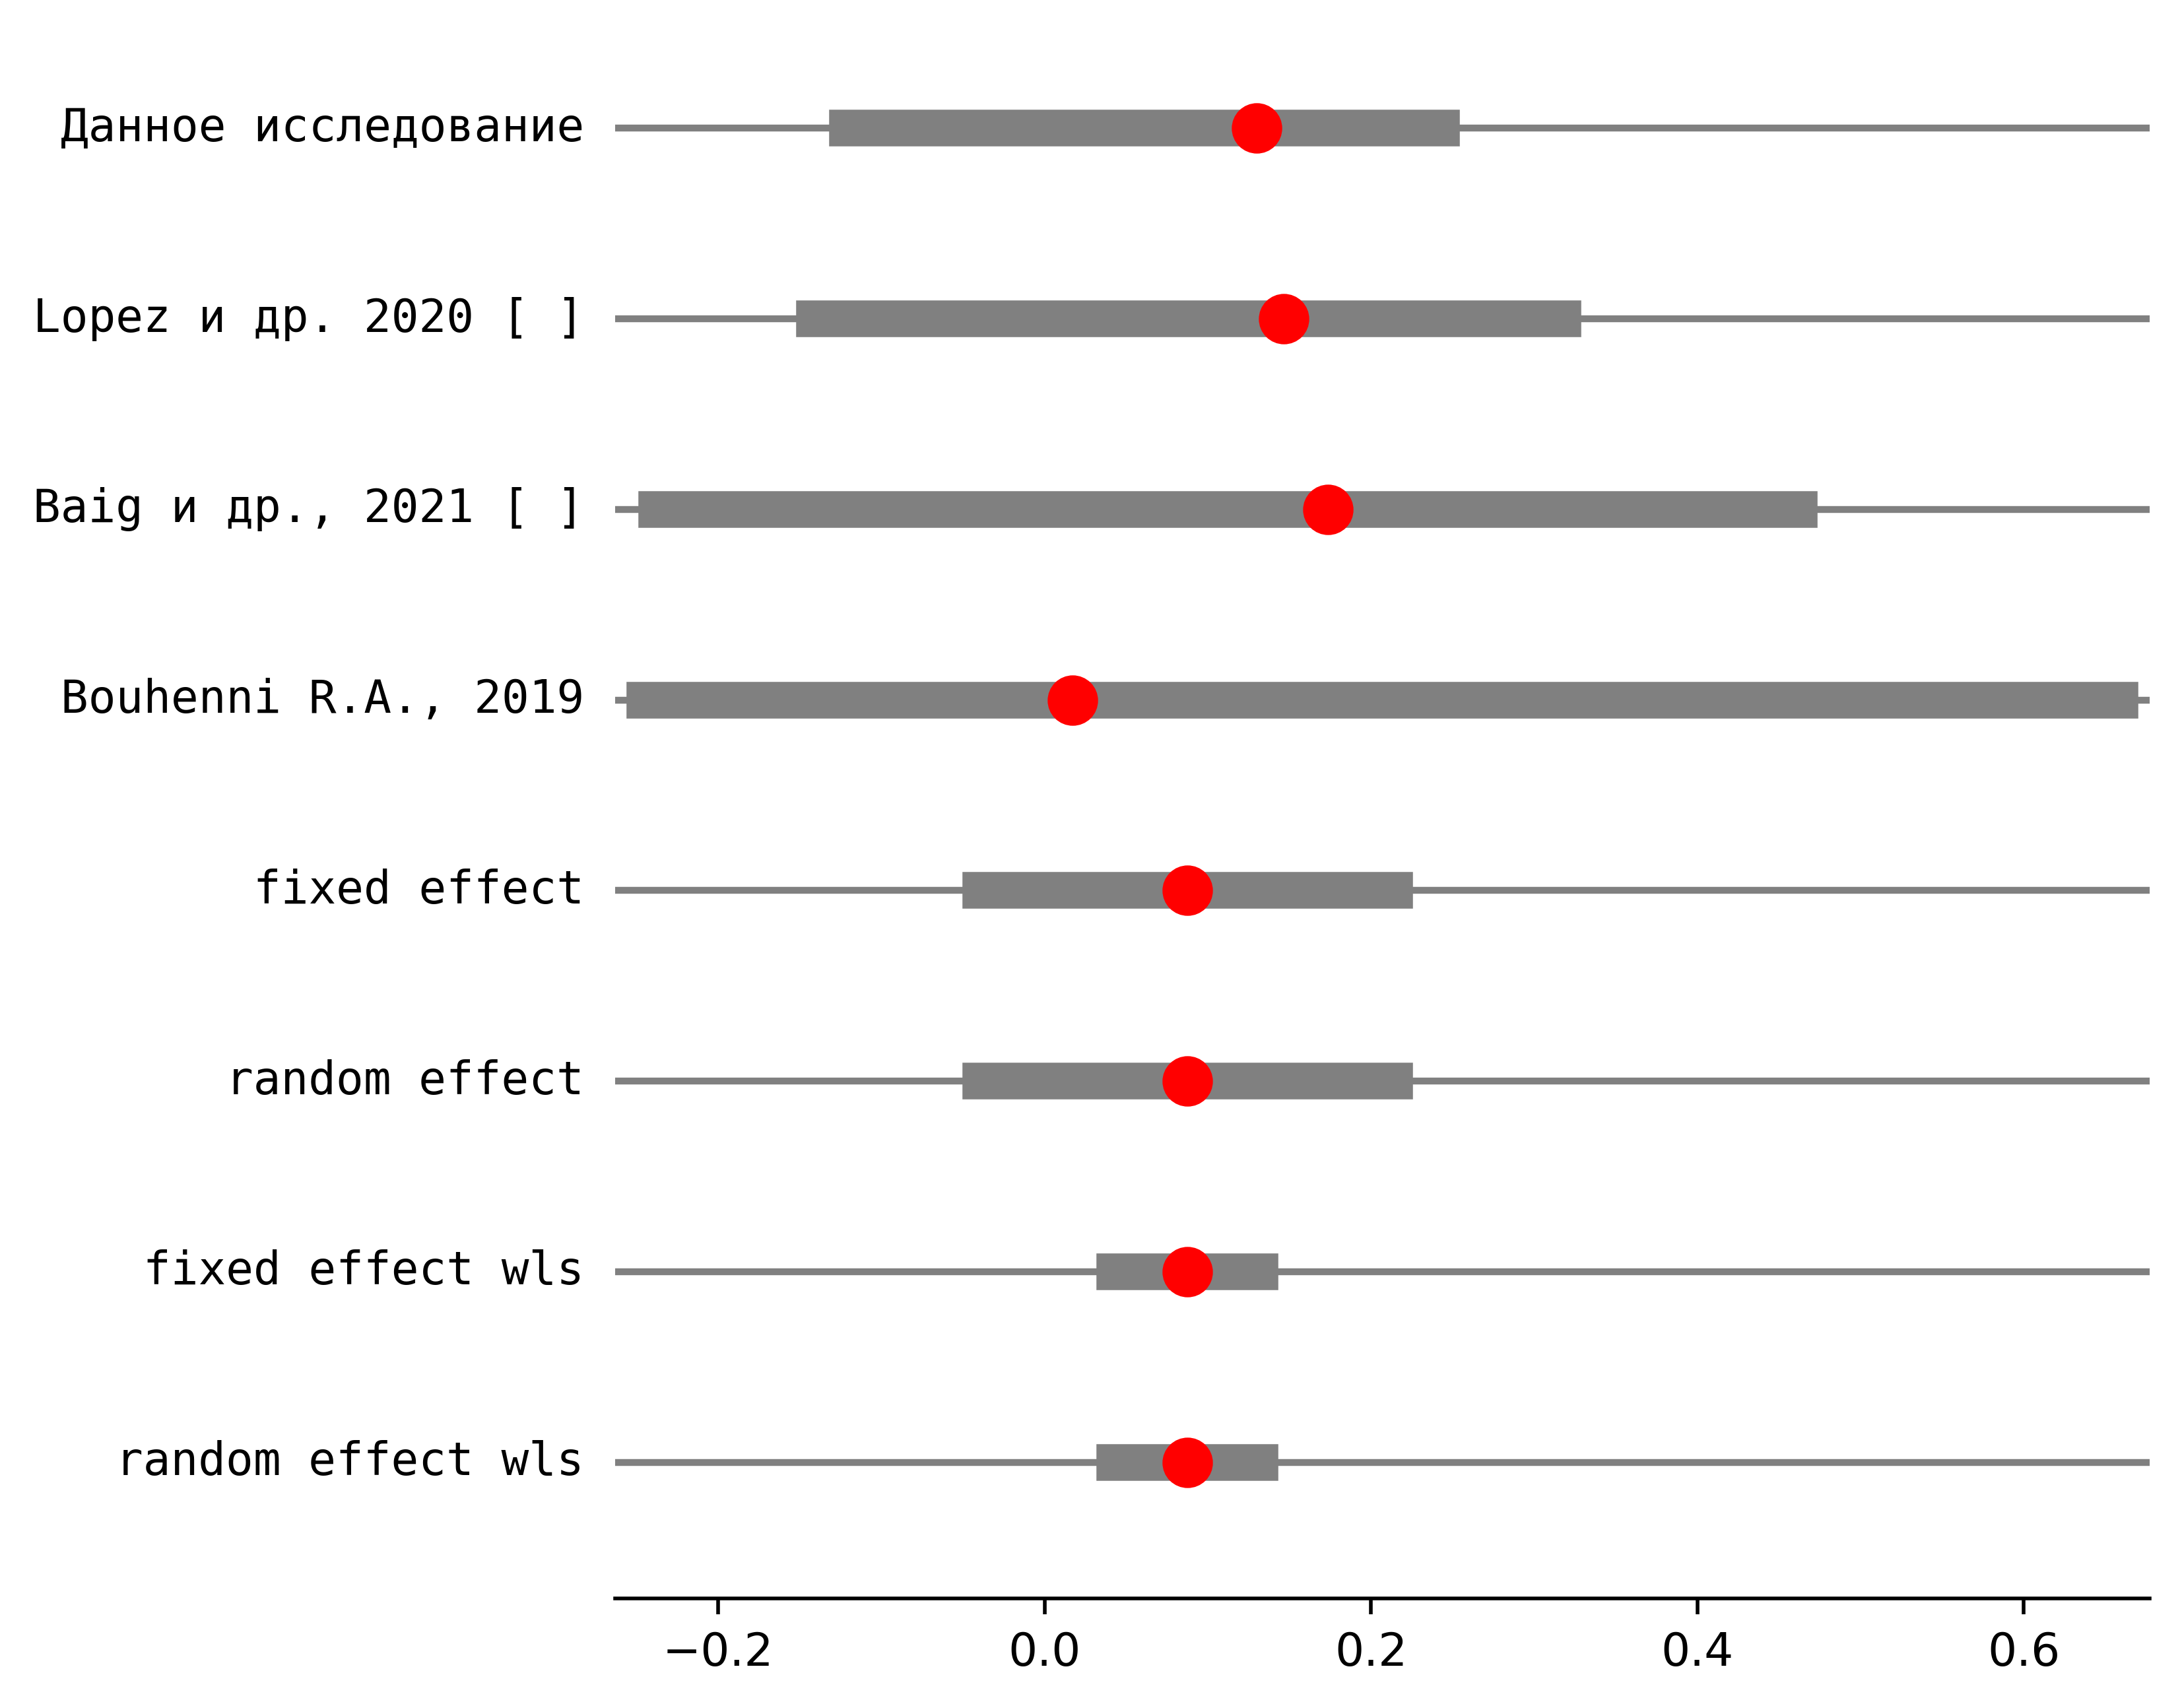 Данное исследование
Lopez и др. 2020 [ ]
Baig и др., 2021 [ ]
Bouhenni R.A., 2019
fixed effect
random effect
fixed effect wls
random effect wls
−0.2 0.0 0.2 0.4 0.6